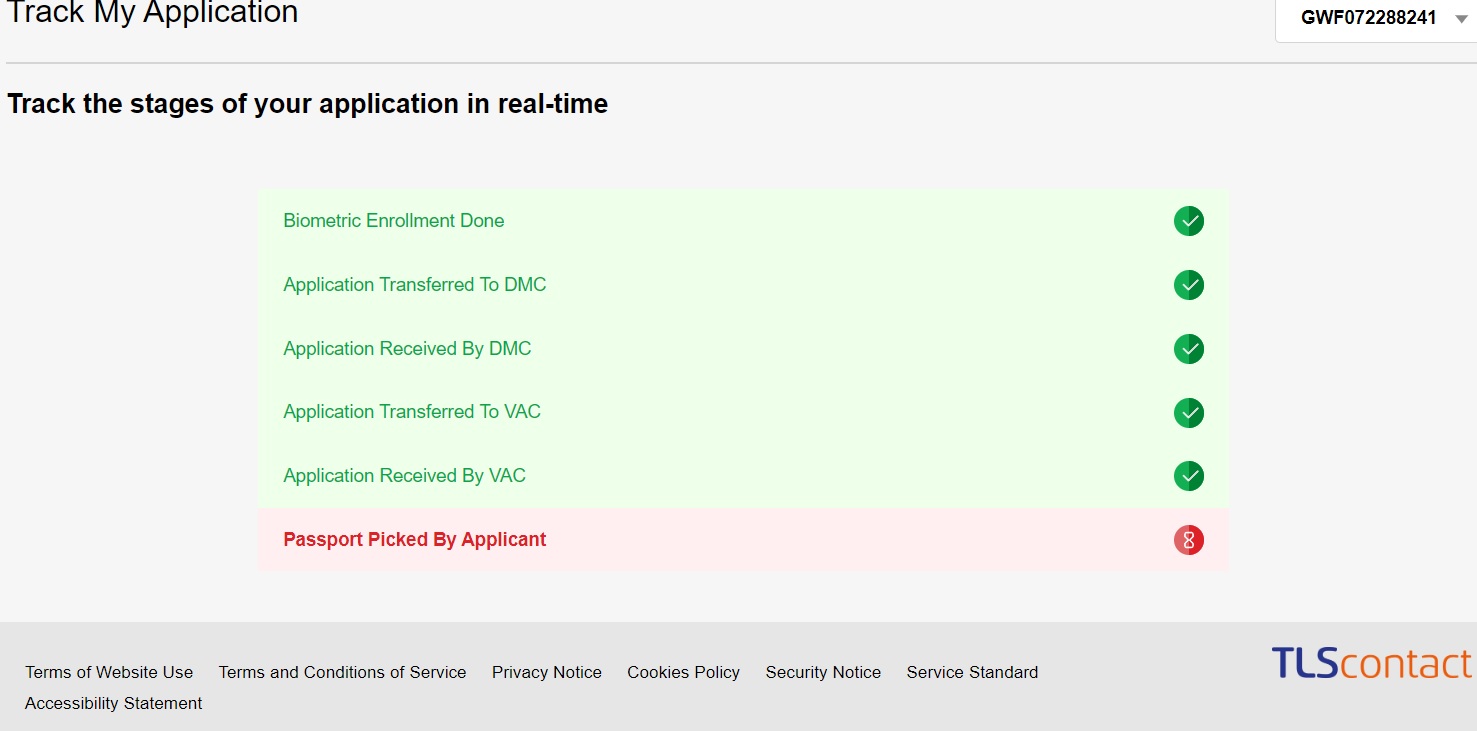 Track My Application
GWF072288241
Track the stages of your application in real-time
Biometric Enrollment Done
Application Transferred To DMC
Application Received By DMC
Application Transferred To VAC
Application Received By VAC
Passport Picked By Applicant
Terms of Website Use Terms and Conditions of Service Privacy Notice Cookies Policy Security Notice Service Standard
Accessibility Statement
TLScontact